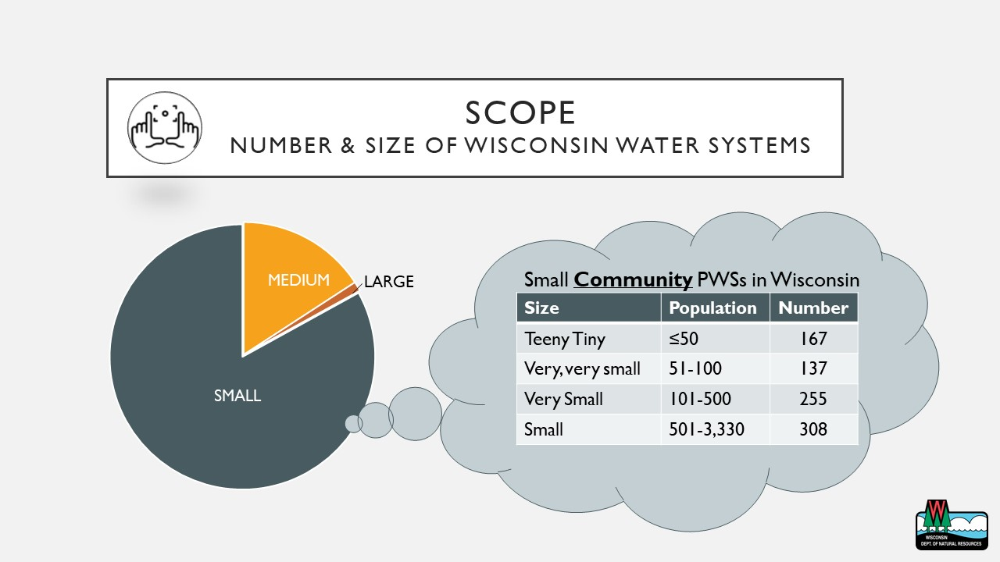 SCOPE
NUMBER & SIZE OF WISCONSIN WATER SYSTEMS
MEDIUM
LARGE
SMALL
Small Community PWSs in Wisconsin
Size Population Number
Teeny Tiny ≤50 167
Very, very small 51-100 137
Very Small 101-500 255
Small 501-3,330 308
W
WISCONSIN
DEPT. OF NATURAL RESOURCES